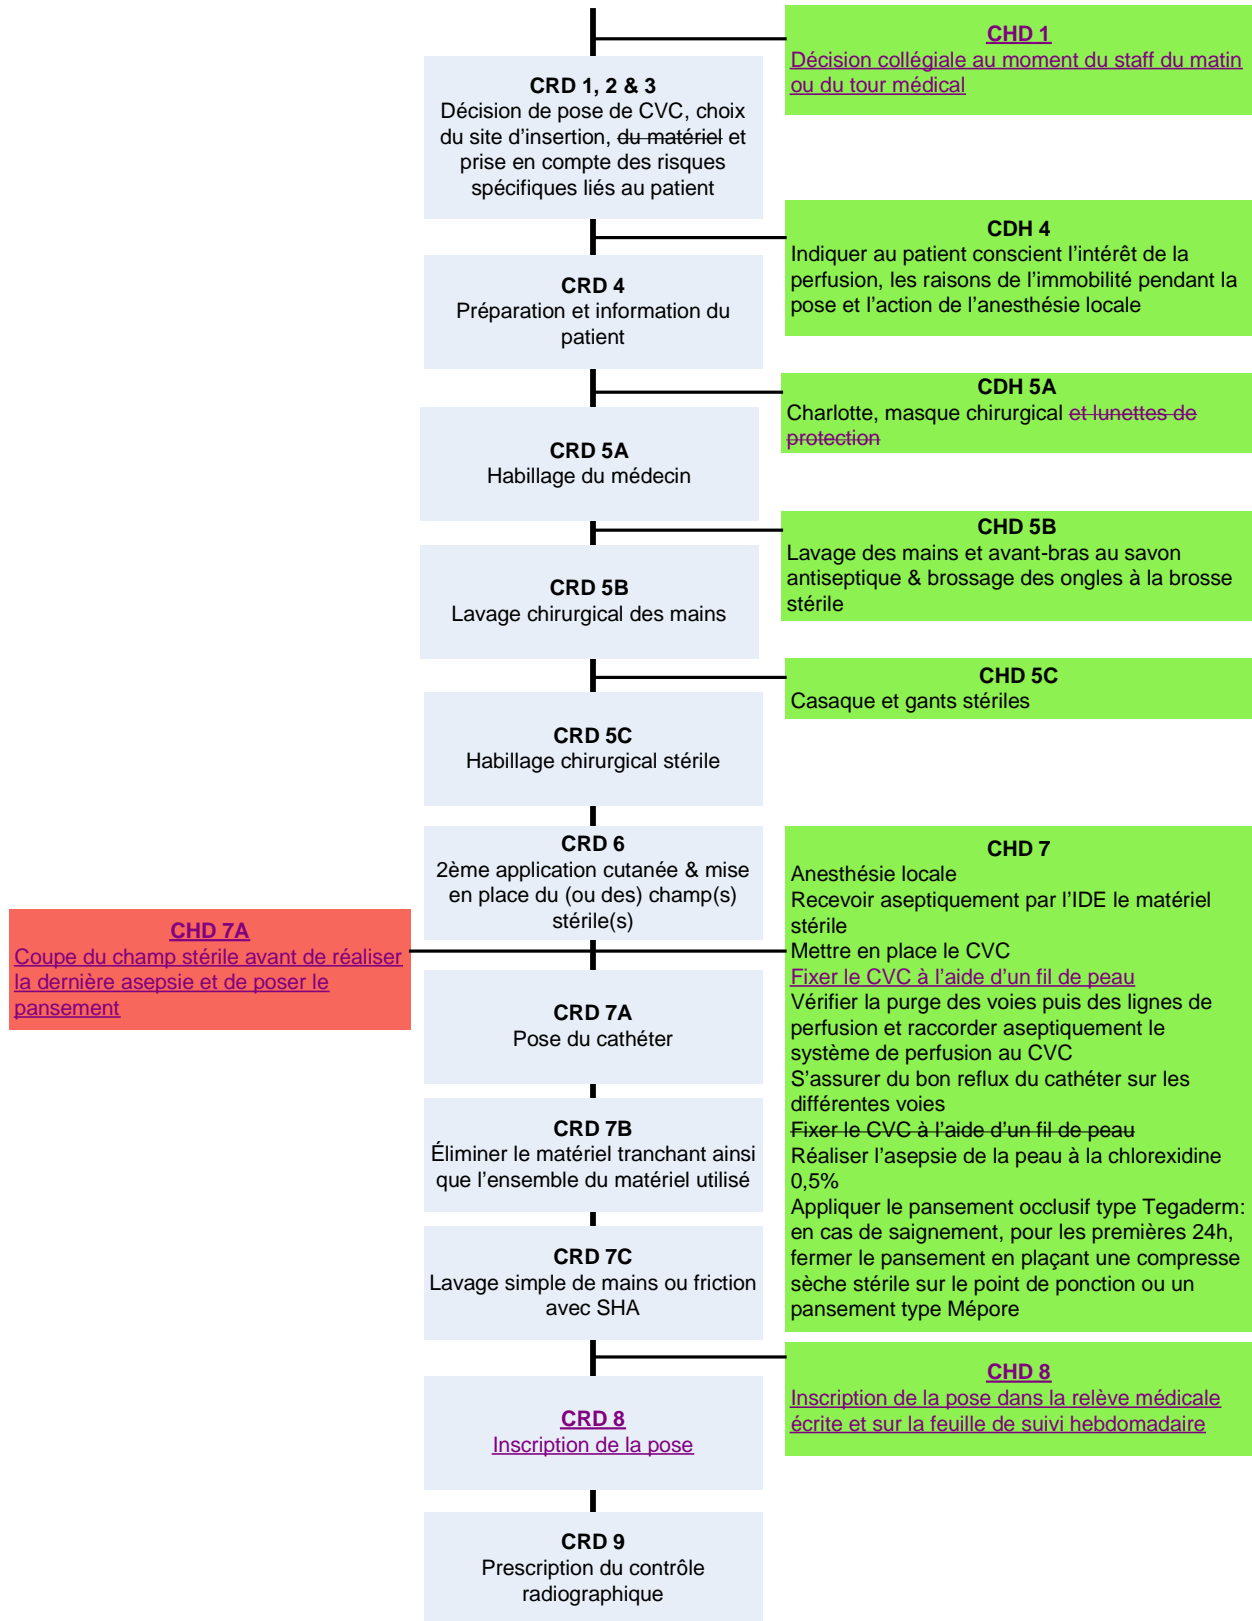 CHD 1
Décision collégiale au moment du staff du matin
ou du tour médical
CRD 1, 2 & 3
Décision de pose de CVC, choix
du site d’insertion, du matériel et
prise en compte des risques
spécifiques liés au patient
CDH 4
Indiquer au patient conscient l’intérêt de la
perfusion, les raisons de l’immobilité pendant la
pose et l’action de l’anesthésie locale
CRD 4
Préparation et information du
patient
CDH 5A
Charlotte, masque chirurgical et lunettes de
protection
CRD 5A
Habillage du médecin
CHD 5B
Lavage des mains et avant-bras au savon
antiseptique & brossage des ongles à la brosse
stérile
CRD 5B
Lavage chirurgical des mains
CHD 5C
Casaque et gants stériles
CRD 5C
Habillage chirurgical stérile
CRD 6
2ème application cutanée & mise
en place du (ou des) champ(s)
stérile(s)
CHD 7
Anesthésie locale
Recevoir aseptiquement par l’IDE le matériel
stérile
Mettre en place le CVC
Fixer le CVC à l’aide d’un fil de peau
Vérifier la purge des voies puis des lignes de
perfusion et raccorder aseptiquement le
système de perfusion au CVC
S’assurer du bon reflux du cathéter sur les
différentes voies
Fixer le CVC à l’aide d’un fil de peau
Réaliser l’asepsie de la peau à la chlorexidine
0,5%
Appliquer le pansement occlusif type Tegaderm:
en cas de saignement, pour les premières 24h,
fermer le pansement en plaçant une compresse
sèche stérile sur le point de ponction ou un
pansement type Mépore
CHD 7A
Coupe du champ stérile avant de réaliser
la dernière asepsie et de poser le
pansement
CRD 7A
Pose du cathéter
CRD 7B
Éliminer le matériel tranchant ainsi
que l’ensemble du matériel utilisé
CRD 7C
Lavage simple de mains ou friction
avec SHA
CHD 8
Inscription de la pose dans la relève médicale
écrite et sur la feuille de suivi hebdomadaire
CRD 8
Inscription de la pose
CRD 9
Prescription du contrôle
radiographique